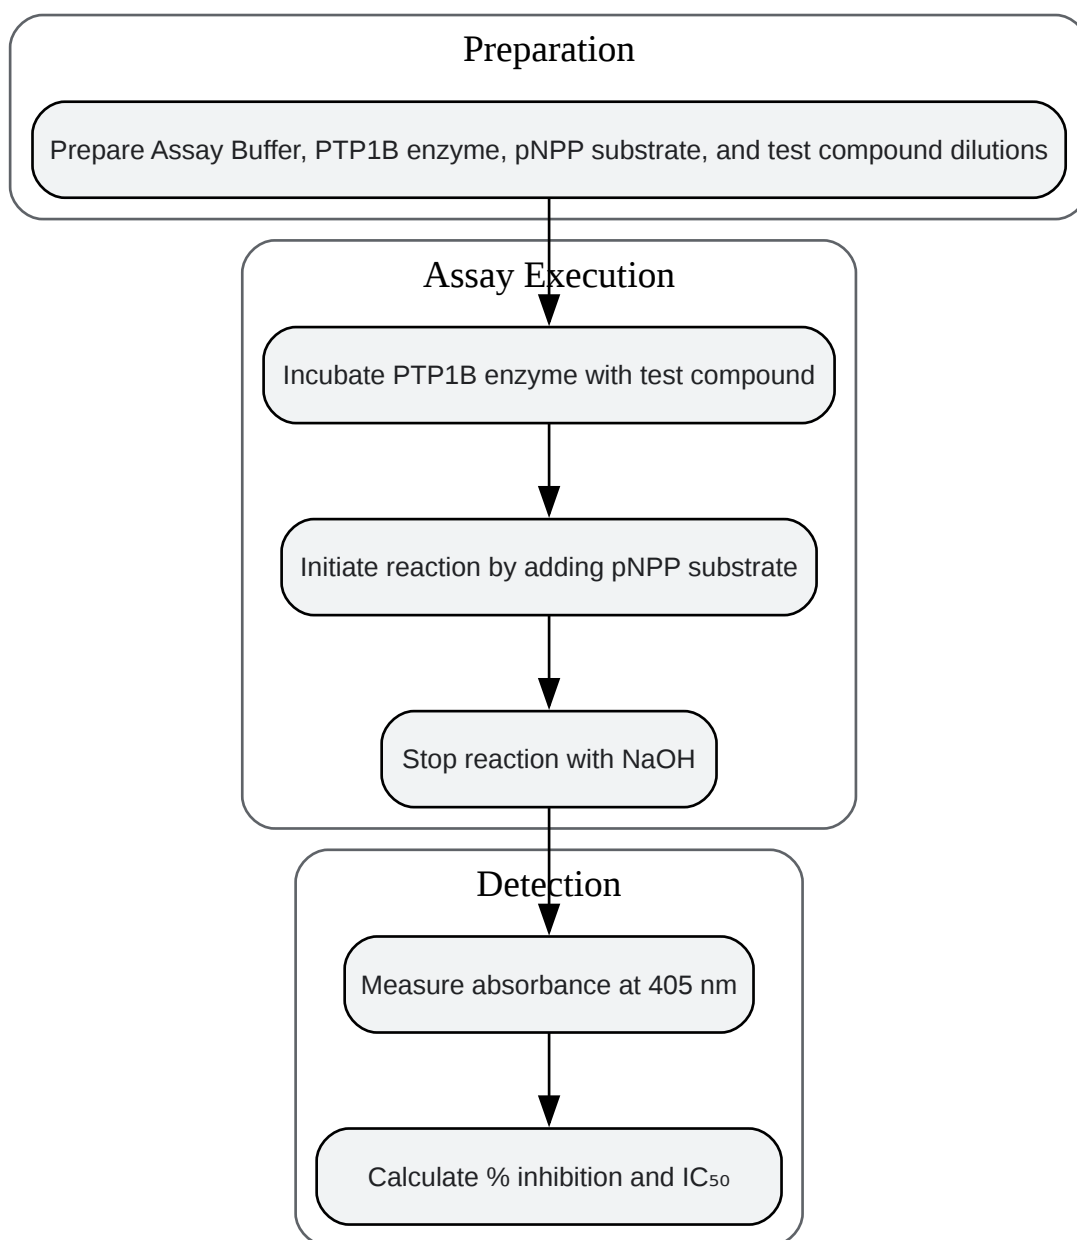 Preparation
Prepare Assay Buffer, PTP1B enzyme, pNPP substrate, and test compound dilutions
Assay Execution
Incubate PTP1B enzyme with test compound
Initiate reaction by adding pNPP substrate
Stop reaction with NaOH
Detection
Measure absorbance at 405 nm
Calculate % inhibition and IC₅₀